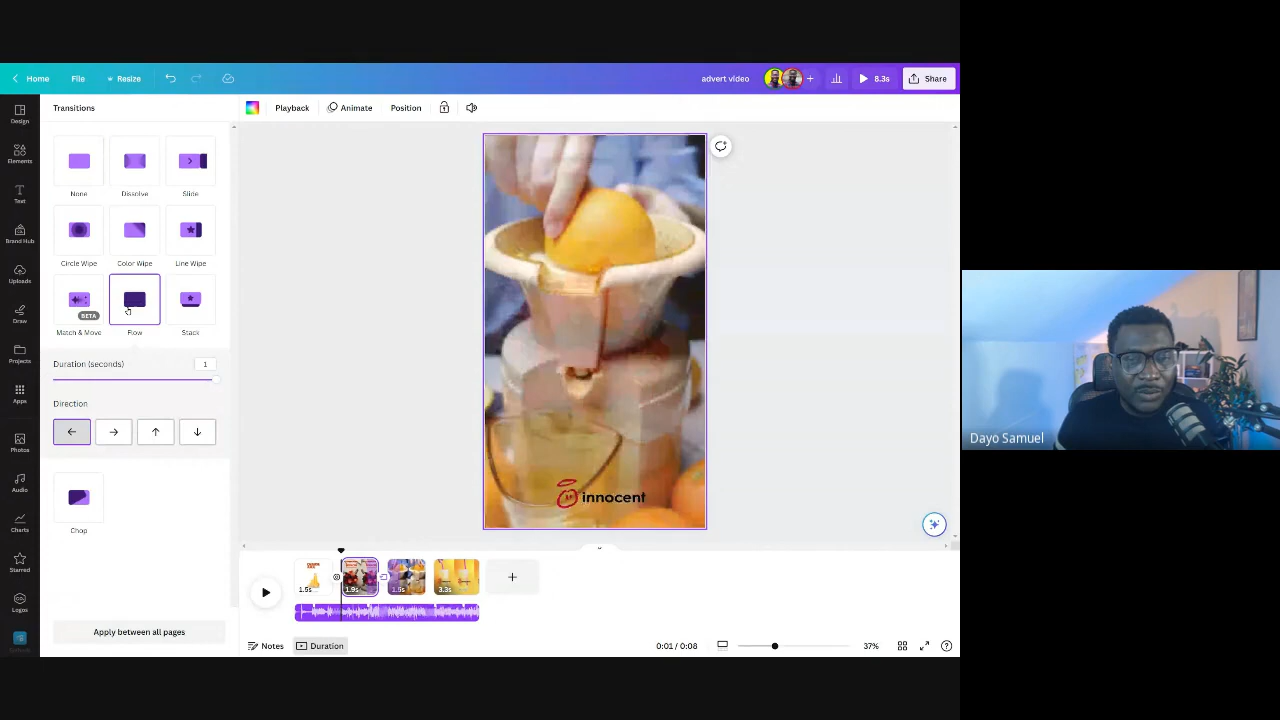 Home File Resize advert video 8.3s Share
Transitions Playback Animate Position
Design
Elements
Text
Brand Hub
Uploads
Draw
Projects
Apps
Photos
Audio
Charts
Starred
Logos
None Dissolve Slide
Circle Wipe Color Wipe Line Wipe
BETA
Match & Move Flow Stack
Duration (seconds) 1
Direction
Chop
Apply between all pages
innocent
1.5s 1.9s 1.5s 3.3s
Notes Duration 0:01 / 0:08 37%
Dayo Samuel